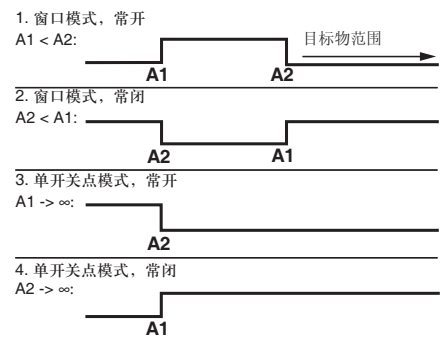 1. 窗口模式，常开
A1 < A2:
目标物范围
A1 A2
2. 窗口模式，常闭
A2 < A1:
A2 A1
3. 单开关点模式，常开
A1 -> ∞:
A2
4. 单开关点模式，常闭
A2 -> ∞:
A1